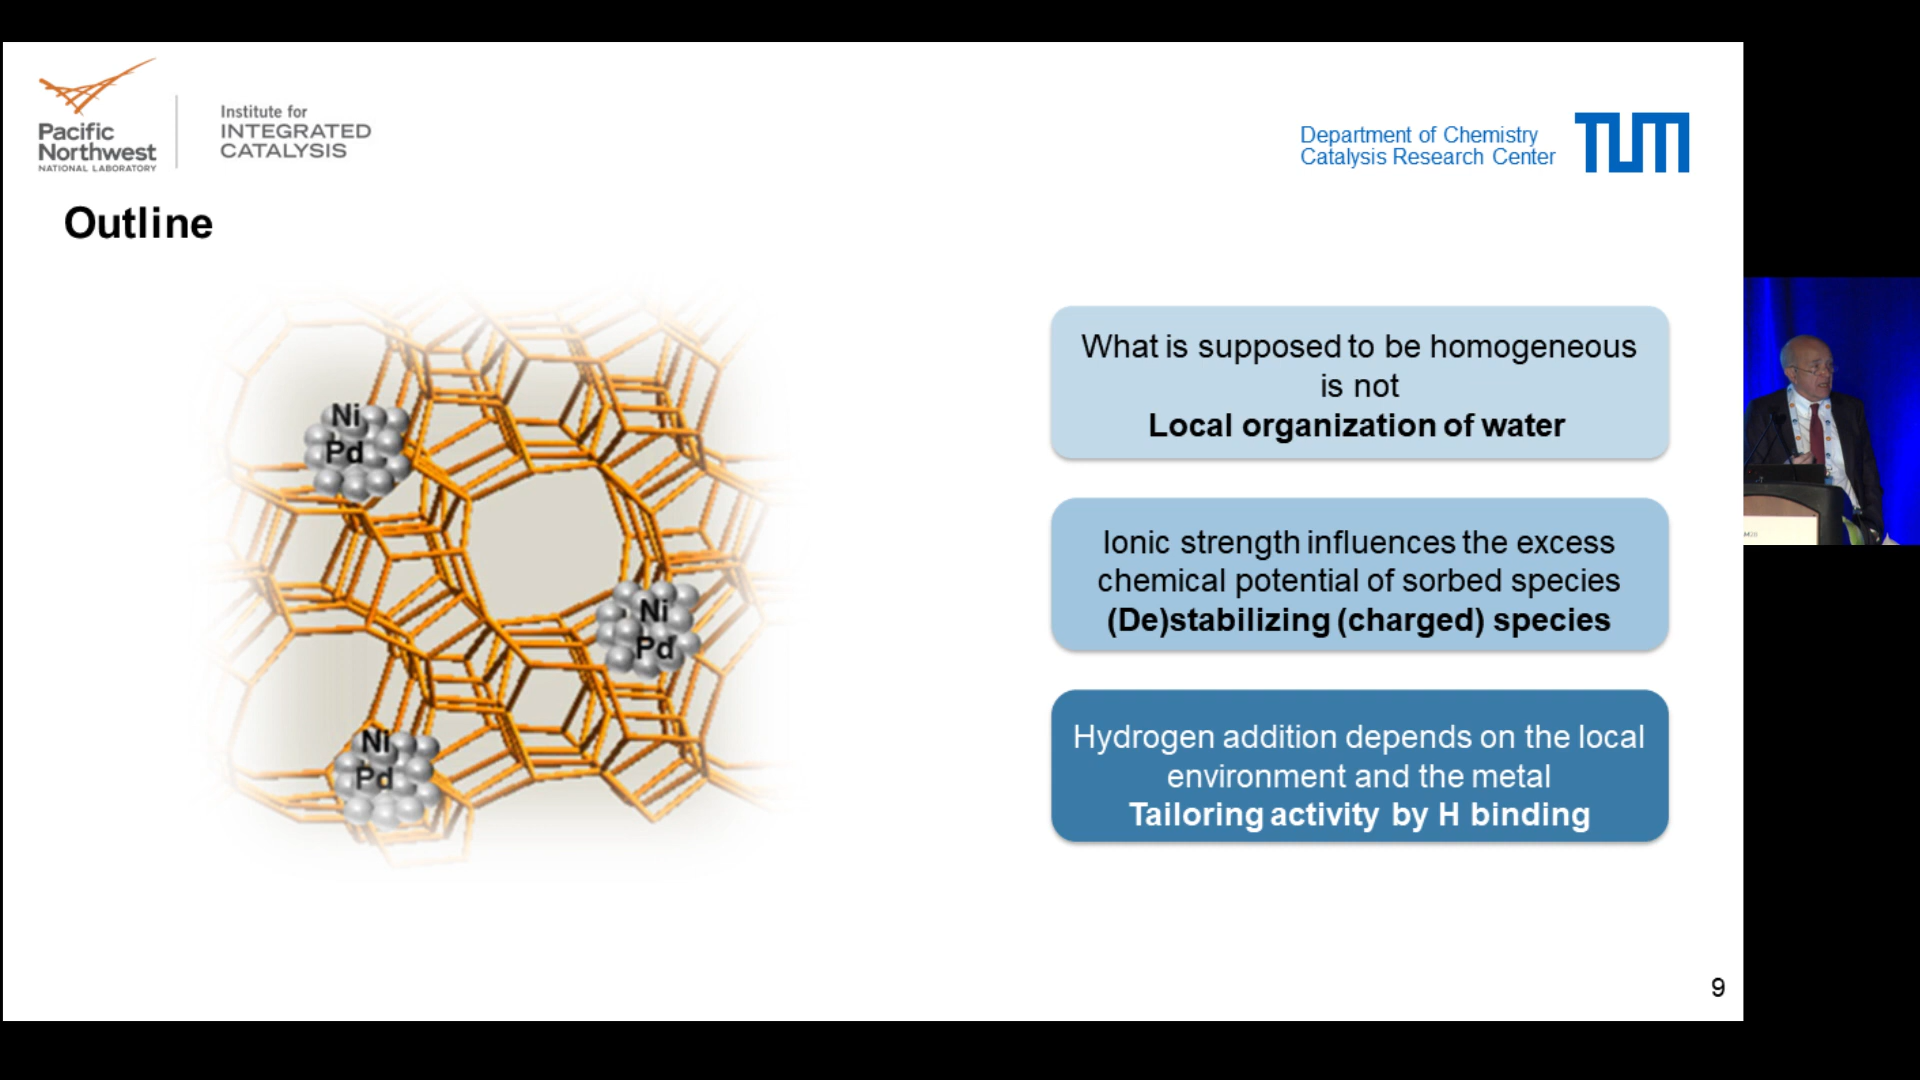 Pacific
Northwest
NATIONAL LABORATORY
Institute for
INTEGRATED
CATALYSIS
Department of Chemistry
Catalysis Research Center
TUM
Outline
Ni
Pd
Ni
Pd
Ni
Pd
What is supposed to be homogeneous
is not
Local organization of water
Ionic strength influences the excess
chemical potential of sorbed species
(De)stabilizing (charged) species
Hydrogen addition depends on the local
environment and the metal
Tailoring activity by H binding
9